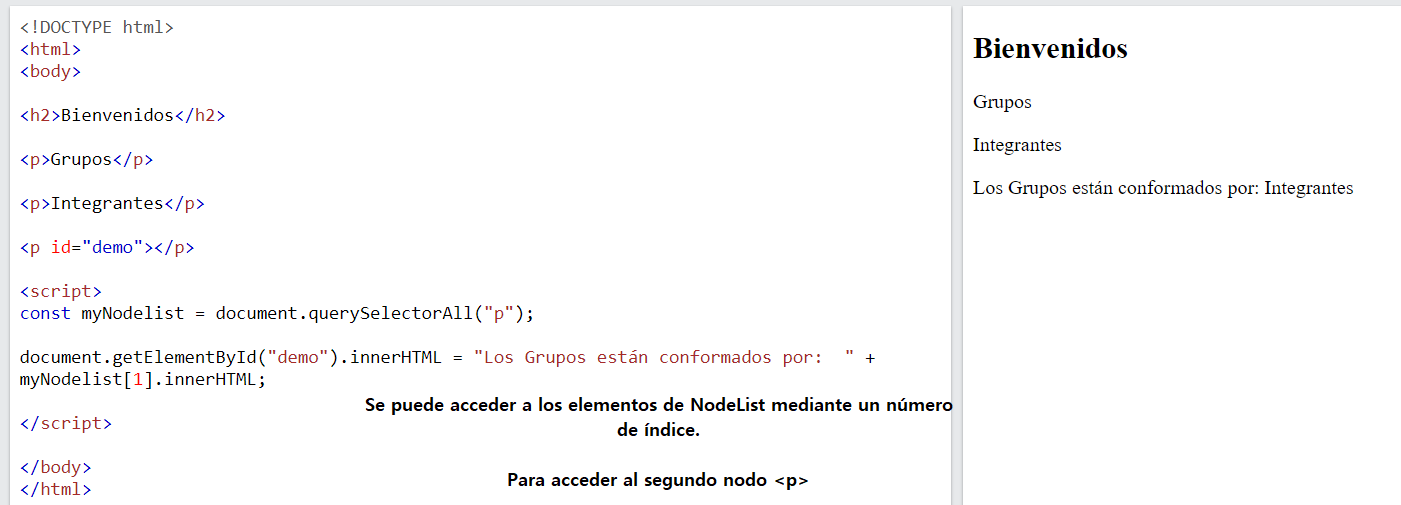 <!DOCTYPE html>
<html>
<body>
<h2>Bienvenidos</h2>
<p>Grupos</p>
<p>Integrantes</p>
<p id="demo"></p>
<script>
const myNodelist = document.querySelectorAll("p");
document.getElementById("demo").innerHTML = "Los Grupos están conformados por:  " +
myNodelist[1].innerHTML;
Se puede acceder a los elementos de NodeList mediante un número
de índice.
</script>
Para acceder al segundo nodo <p>
</body>
</html>
Bienvenidos
Grupos
Integrantes
Los Grupos están conformados por: Integrantes